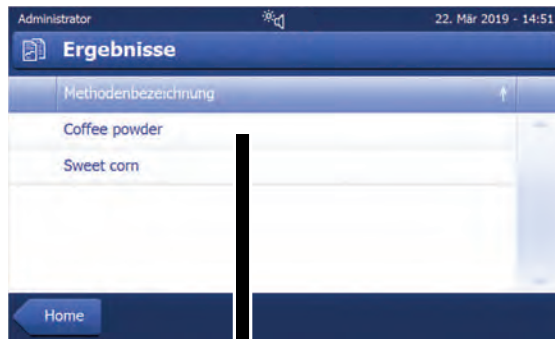 Administrator 22. Mär 2019 - 14:51
Ergebnisse
Methodenbezeichnung
Coffee powder
Sweet corn
Home